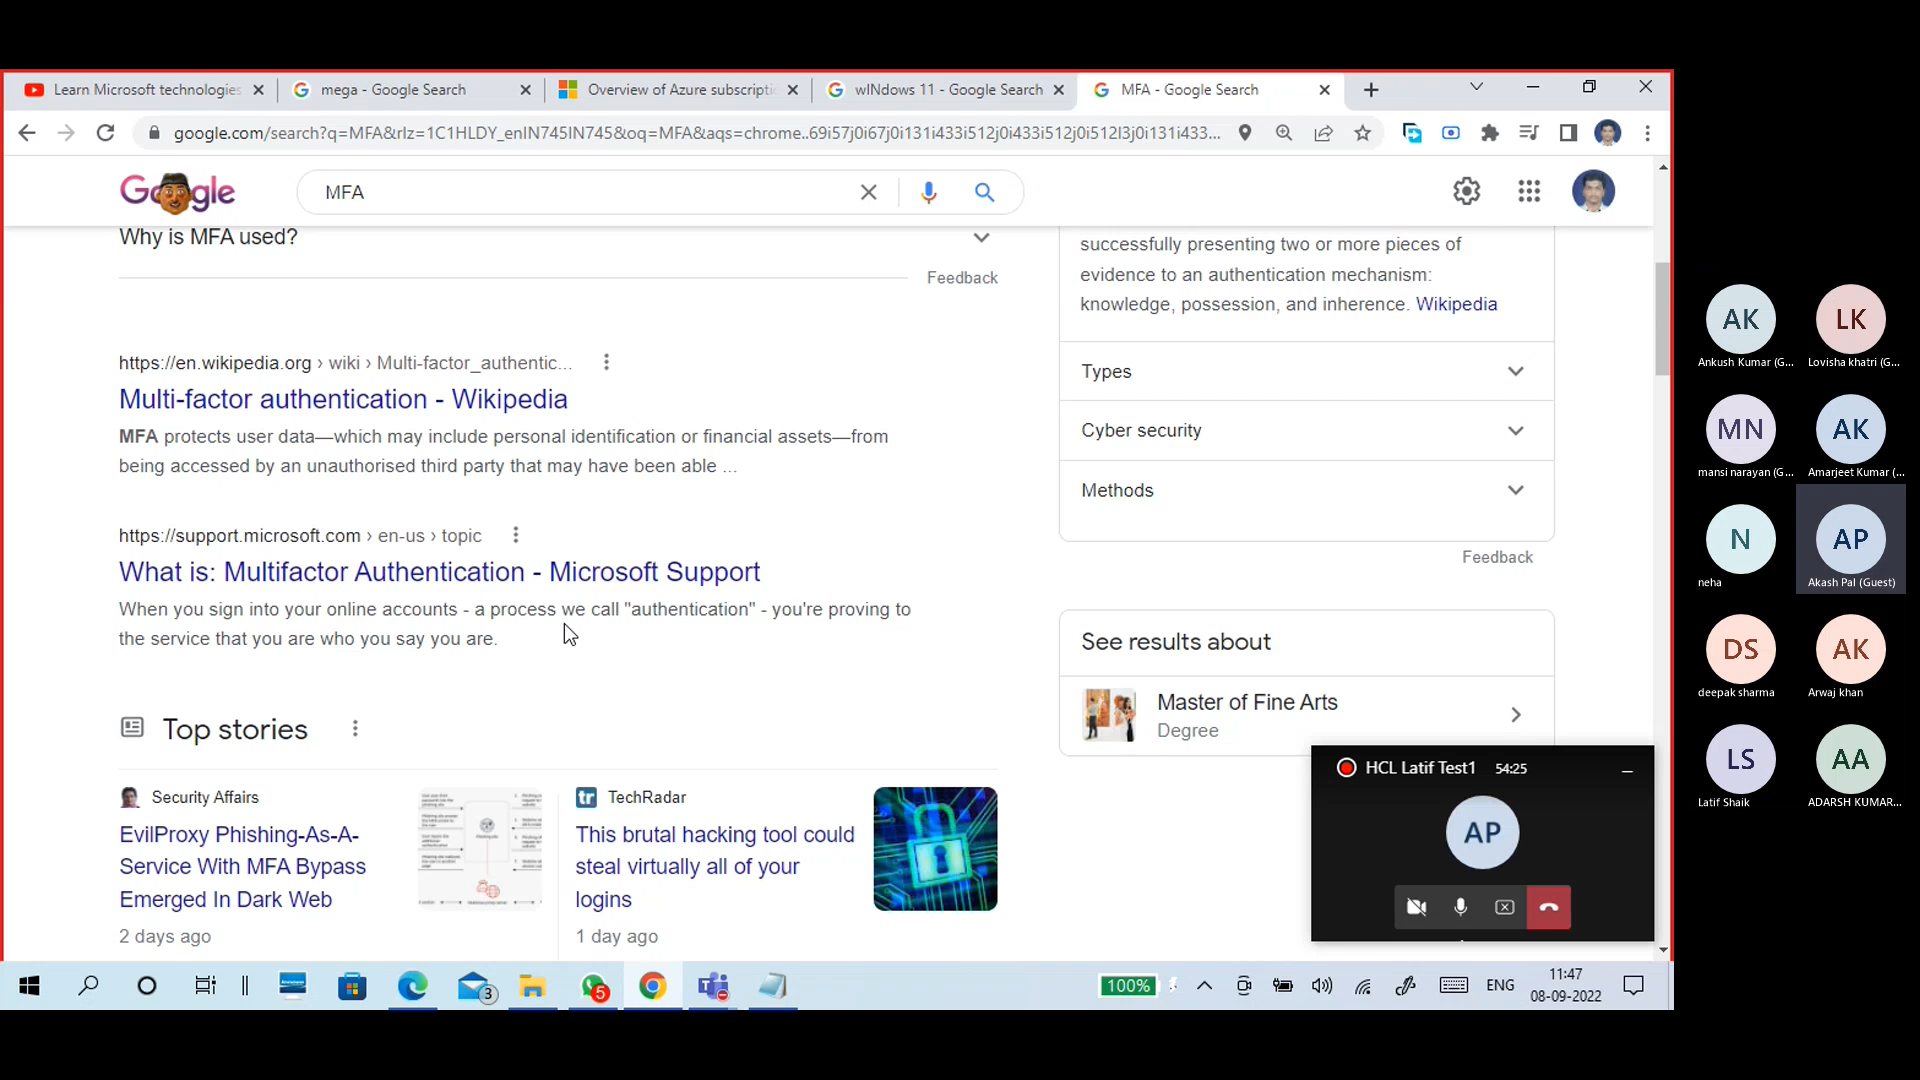 Learn Microsoft technologies
mega - Google Search
Overview of Azure subscripti
wINdows 11 - Google Search
MFA - Google Search
google.com/search?q=MFA&rlz=1C1HLDY_enIN745IN745&oq=MFA&aqs=chrome..69i57j0i67j0i131i433i512j0i433i512j0i512l3j0i131i433...
Google
MFA
Why is MFA used?
Feedback
https://en.wikipedia.org › wiki › Multi-factor_authentic...
Multi-factor authentication - Wikipedia
MFA protects user data—which may include personal identification or financial assets—from
being accessed by an unauthorised third party that may have been able ...
https://support.microsoft.com › en-us › topic
What is: Multifactor Authentication - Microsoft Support
When you sign into your online accounts - a process we call "authentication" - you're proving to
the service that you are who you say you are.
Top stories
Security Affairs
EvilProxy Phishing-As-A-
Service With MFA Bypass
Emerged In Dark Web
2 days ago
tr
TechRadar
This brutal hacking tool could
steal virtually all of your
logins
1 day ago
successfully presenting two or more pieces of
evidence to an authentication mechanism:
knowledge, possession, and inherence. Wikipedia
Types
Cyber security
Methods
Feedback
See results about
Master of Fine Arts
Degree
HCL Latif Test1 54:25
AP
AK
Ankush Kumar (G...
LK
Lovisha khatri (G...
MN
mansi narayan (G...
AK
Amarjeet Kumar (...
N
neha
AP
Akash Pal (Guest)
DS
deepak sharma
AK
Arwaj khan
LS
Latif Shaik
AA
ADARSH KUMAR...
3
5
100%
ENG
11:47
08-09-2022